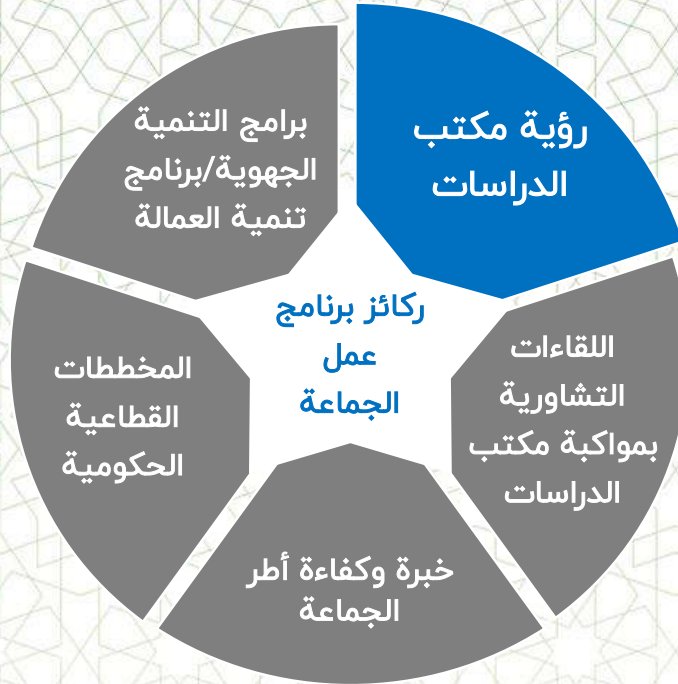 رؤية مكتب
الدراسات
برامج التنمية
الجهوية/برنامج
تنمية العمالة
ركائز برنامج
عمل
الجماعة
اللقاءات
التشاورية
بمواكبة مكتب
الدراسات
المخططات
القطاعية
الحكومية
خبرة وكفاءة أطر
الجماعة